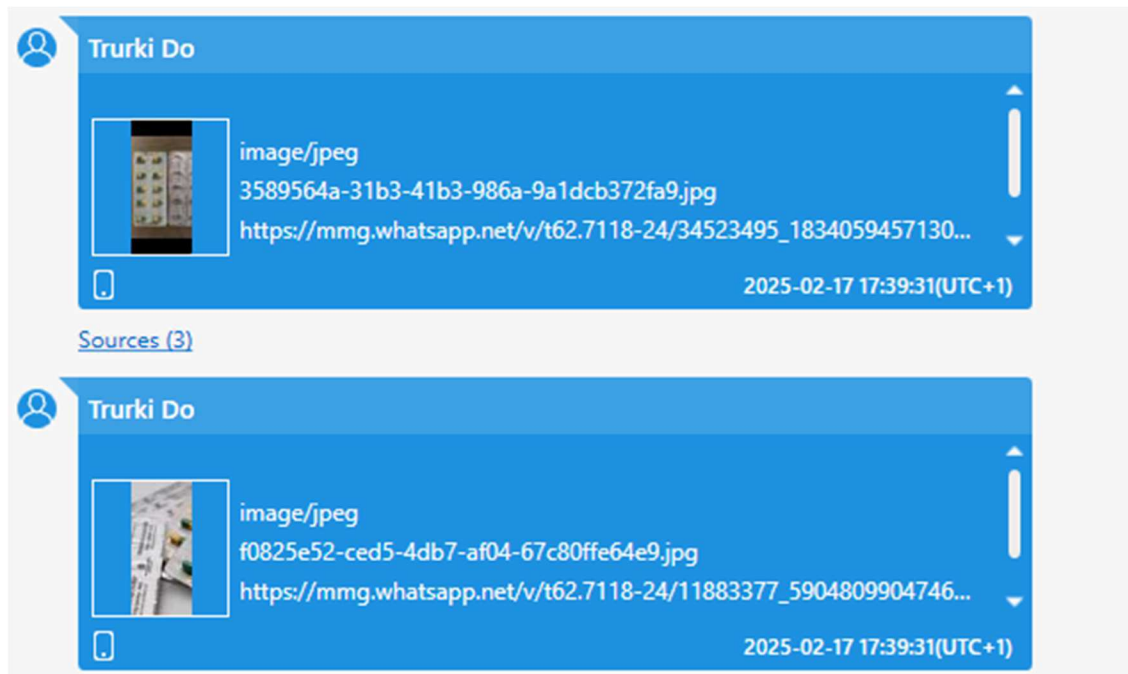 Trurki Do
image/jpeg
3589564a-31b3-41b3-986a-9a1dcb372fa9.jpg
https://mmg.whatsapp.net/v/t62.7118-24/34523495_1834059457130...
2025-02-17 17:39:31(UTC+1)
Sources (3)
Trurki Do
image/jpeg
f0825e52-ced5-4db7-af04-67c80ffe64e9.jpg
https://mmg.whatsapp.net/v/t62.7118-24/11883377_5904809904746...
2025-02-17 17:39:31(UTC+1)